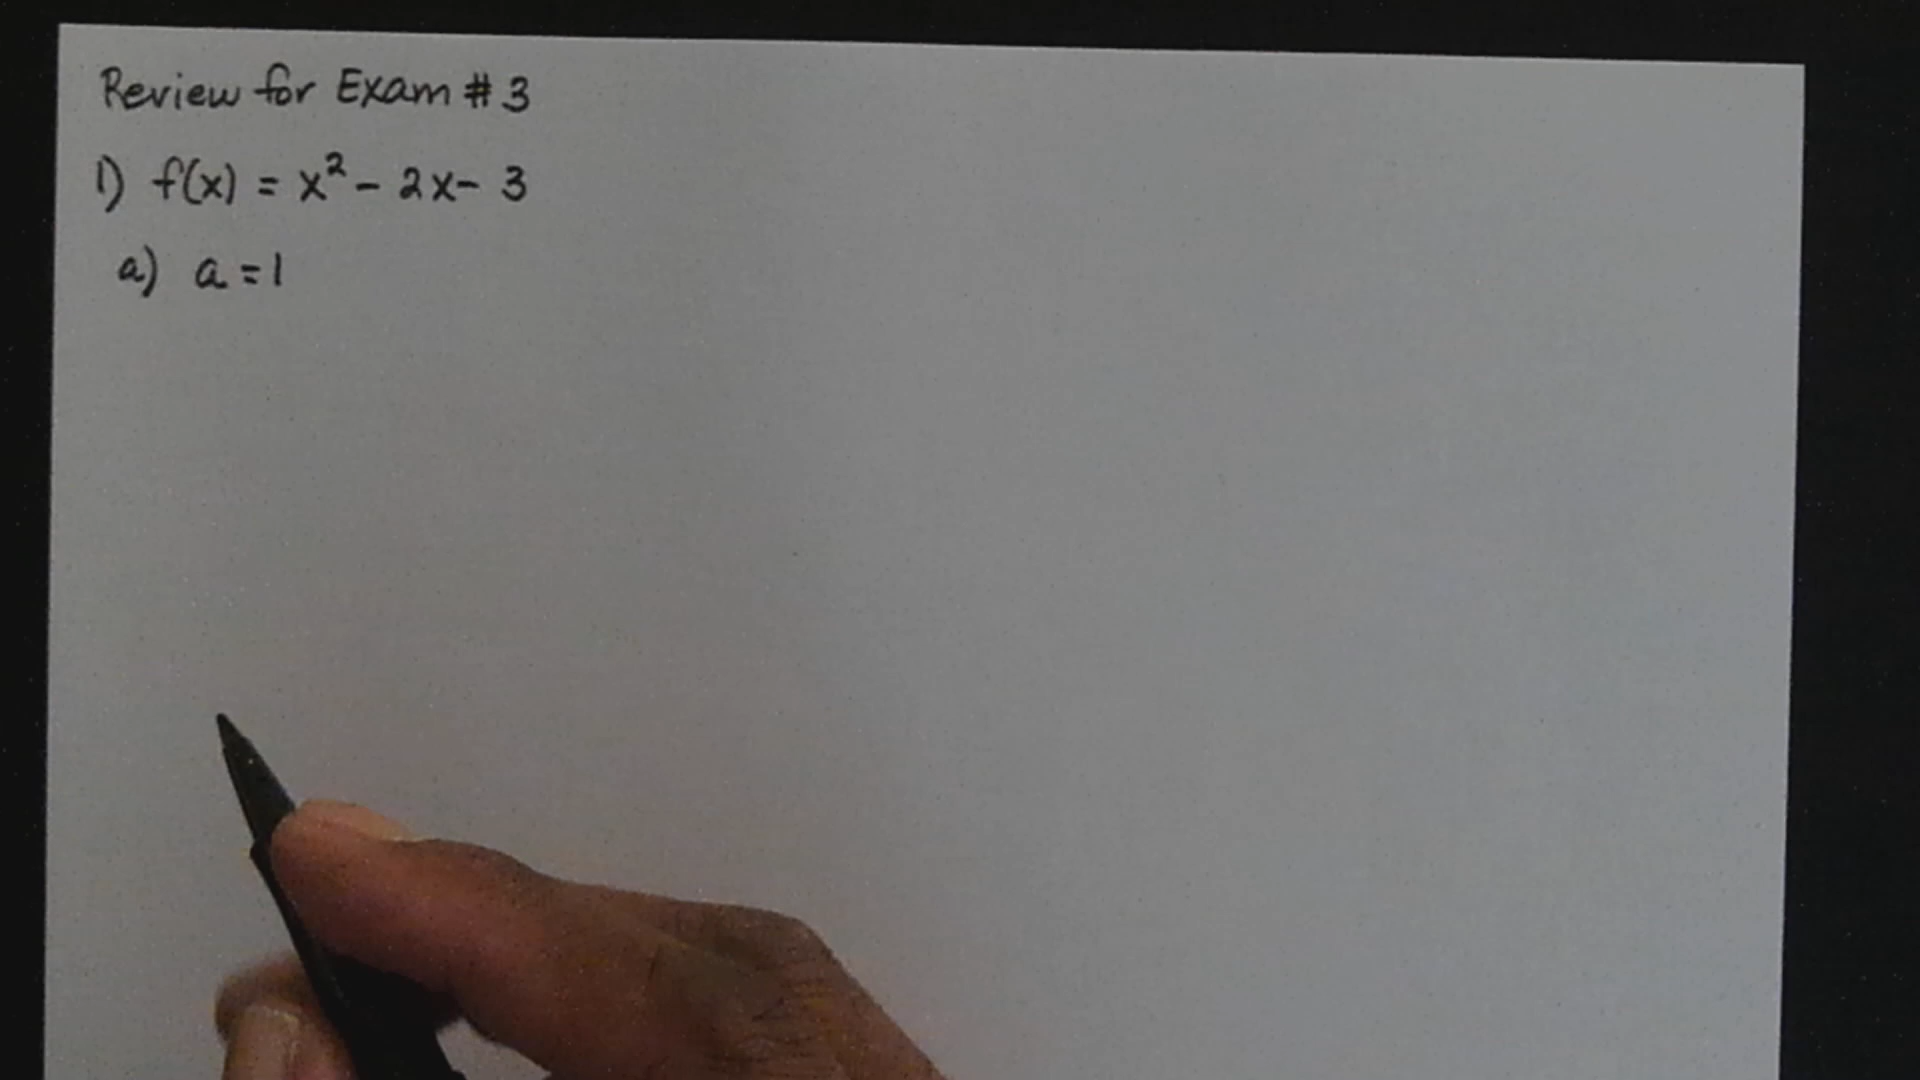 Review for Exam # 3
1) f(x) = x² - 2x - 3
a) a = 1